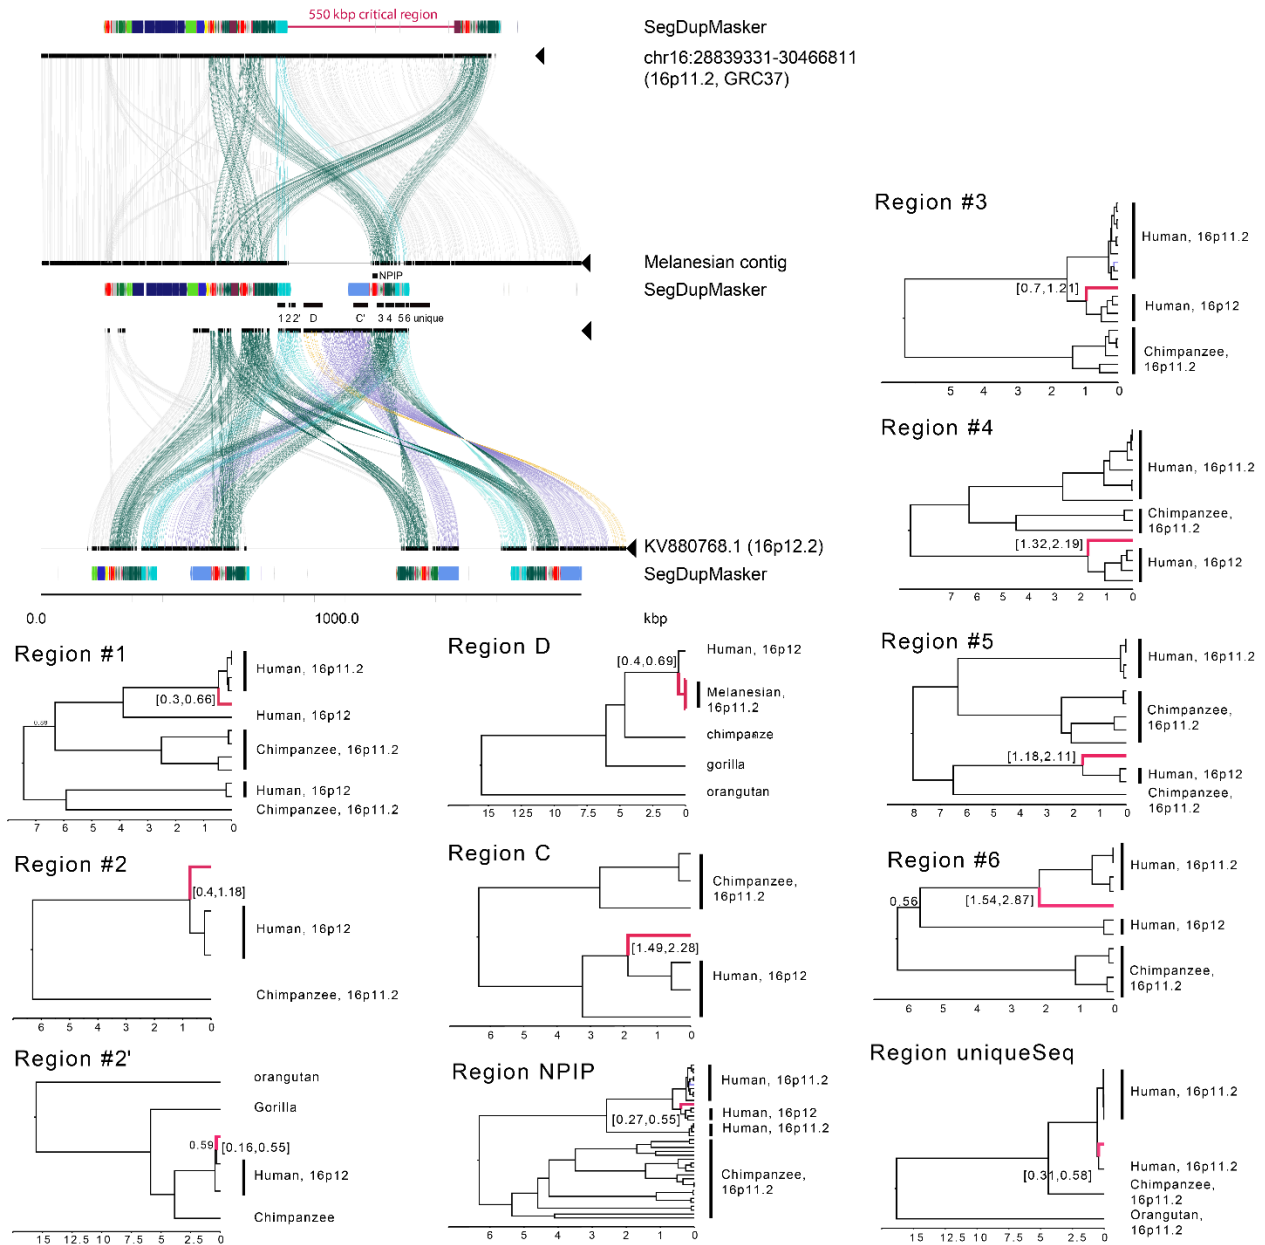 550 kbp critical region
SegDupMasker
chr16:28839331-30466811
(16p11.2, GRC37)
Melanesian contig
NPIP
SegDupMasker
1 2 2' D C' 3 4 5 6 unique
KV880768.1 (16p12.2)
SegDupMasker
0.0 1000.0 kbp
Region #3
Human, 16p11.2
[0.7,1.21]
Human, 16p12
Chimpanzee,
16p11.2
5 4 3 2 1 0
Region #4
Human, 16p11.2
Chimpanzee,
16p11.2
[1.32,2.19]
Human, 16p12
7 6 5 4 3 2 1 0
Region #1
Human, 16p11.2
[0.3,0.66]
Human, 16p12
Chimpanzee, 16p11.2
Human, 16p12
Chimpanzee, 16p11.2
7 6 5 4 3 2 1 0
Region D
[0.4,0.69]
Human, 16p12
Melanesian,
16p11.2
chimpanze
gorilla
orangutan
15 12.5 10 7.5 5 2.5 0
Region #5
Human, 16p11.2
Chimpanzee,
16p11.2
[1.18,2.11]
Human, 16p12
Chimpanzee,
16p11.2
8 7 6 5 4 3 2 1 0
Region #2
[0.4,1.18]
Human, 16p12
Chimpanzee, 16p11.2
6 5 4 3 2 1 0
Region C
Chimpanzee,
16p11.2
[1.49,2.28]
Human, 16p12
6 5 4 3 2 1 0
Region #6
Human, 16p11.2
0.56
[1.54,2.87]
Human, 16p12
Chimpanzee,
16p11.2
6 5 4 3 2 1 0
Region #2'
orangutan
Gorilla
0.59
[0.16,0.55]
Human, 16p12
Chimpanzee
15 12.5 10 7.5 5 2.5 0
Region NPIP
Human, 16p11.2
[0.27,0.55]
Human, 16p12
Human, 16p11.2
Chimpanzee,
16p11.2
6 5 4 3 2 1 0
Region uniqueSeq
Human, 16p11.2
[0.31,0.58]
Human, 16p11.2
Chimpanzee,
16p11.2
Orangutan,
16p11.2
15 12.5 10 7.5 5 2.5 0